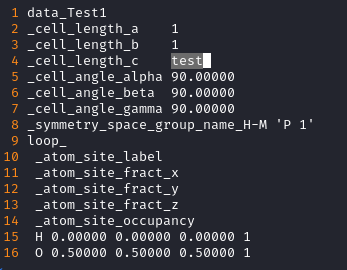 1 data_Test1
2 _cell_length_a    1
3 _cell_length_b    1
4 _cell_length_c    test
5 _cell_angle_alpha 90.00000
6 _cell_angle_beta  90.00000
7 _cell_angle_gamma 90.00000
8 _symmetry_space_group_name_H-M 'P 1'
9 loop_
10  _atom_site_label
11  _atom_site_fract_x
12  _atom_site_fract_y
13  _atom_site_fract_z
14  _atom_site_occupancy
15  H 0.00000 0.00000 0.00000 1
16  O 0.50000 0.50000 0.50000 1